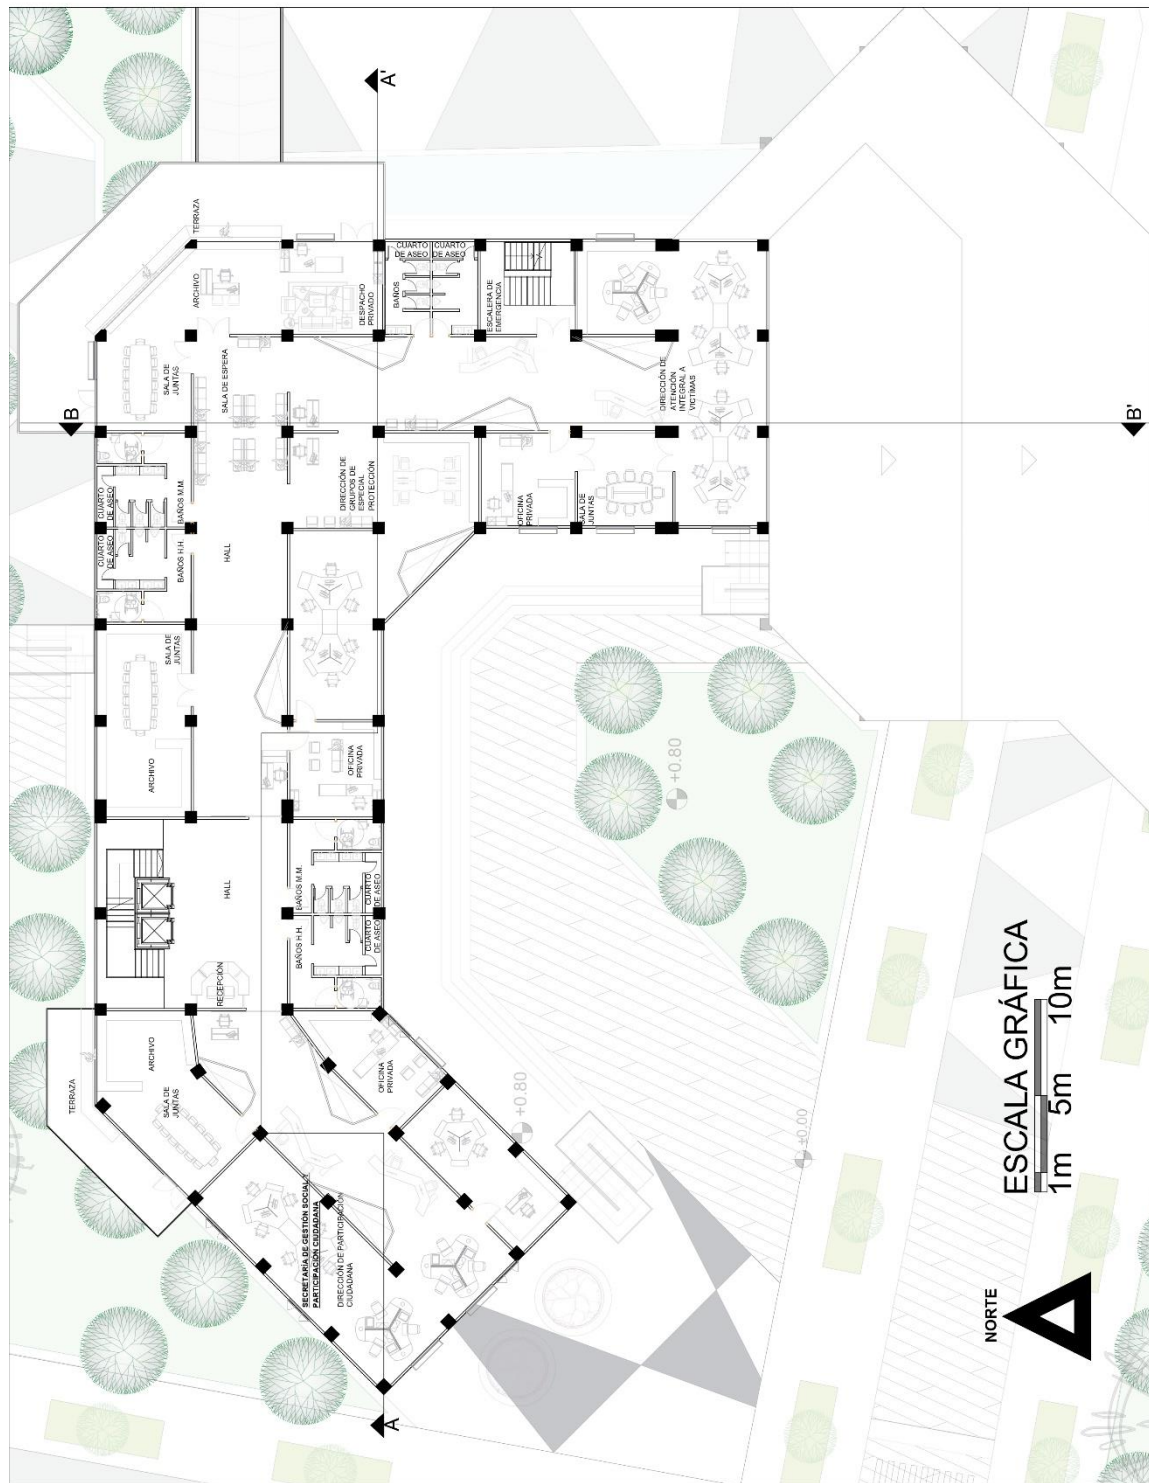 A'
TERRAZA
ARCHIVO
DESPACHO
PRIVADO
CUARTO
DE ASEO
CUARTO
DE ASEO
BAÑOS
ESCALERA DE
EMERGENCIA
B
SALA DE
JUNTAS
SALA DE ESPERA
DIRECCIÓN DE
ATENCIÓN
INTEGRAL A
VICTÍMAS
B'
CUARTO
DE ASEO
BAÑOS M.M.
CUARTO
DE ASEO
BAÑOS H.H.
HALL
DIRECCIÓN DE
GRUPOS DE
ESPECIAL
PROTECCIÓN
OFICINA
PRIVADA
SALA DE
JUNTAS
SALA DE
JUNTAS
ARCHIVO
OFICINA
PRIVADA
+0.80
HALL
BAÑOS M.M.
CUARTO
DE ASEO
BAÑOS H.H.
CUARTO
DE ASEO
RECEPCIÓN
ARCHIVO
TERRAZA
SALA DE
JUNTAS
OFICINA
PRIVADA
+0.80
+0.00
SECRETARÍA DE GESTIÓN SOCIAL Y
PARTICIPACIÓN CIUDADANA
DIRECCIÓN DE PARTICIPACIÓN
CIUDADANA
A
ESCALA GRÁFICA
1m 5m 10m
NORTE